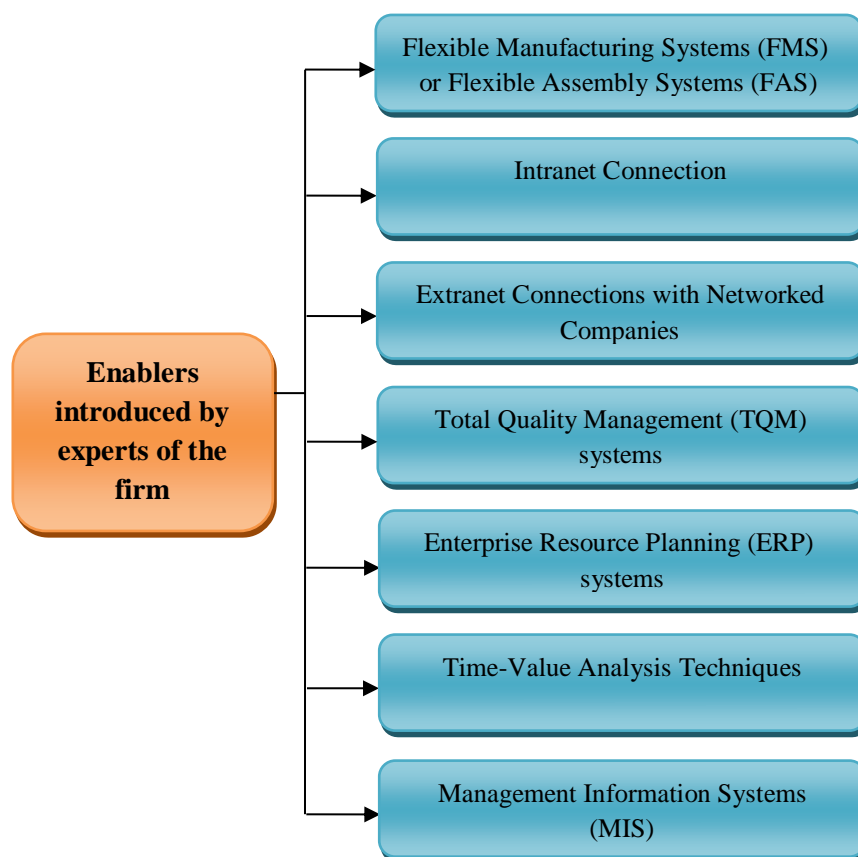 Flexible Manufacturing Systems (FMS)
or Flexible Assembly Systems (FAS)
Intranet Connection
Extranet Connections with Networked
Companies
Enablers
introduced by
experts of the
firm
Total Quality Management (TQM)
systems
Enterprise Resource Planning (ERP)
systems
Time-Value Analysis Techniques
Management Information Systems
(MIS)